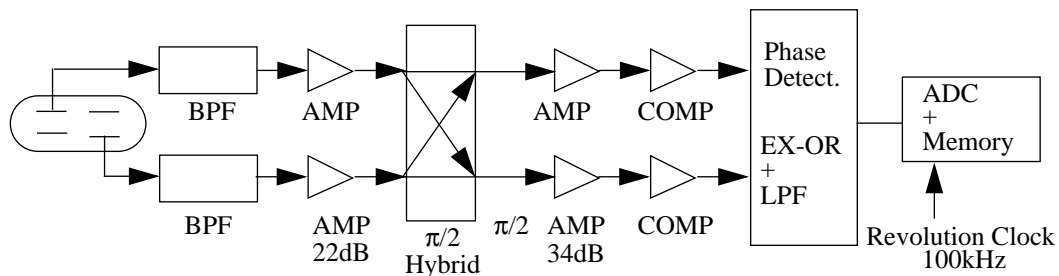 BPF
AMP
AMP
COMP
Phase
Detect.
EX-OR
+
LPF
ADC
+
Memory
BPF
AMP
22dB
π/2
Hybrid
π/2
AMP
34dB
COMP
Revolution Clock
100kHz